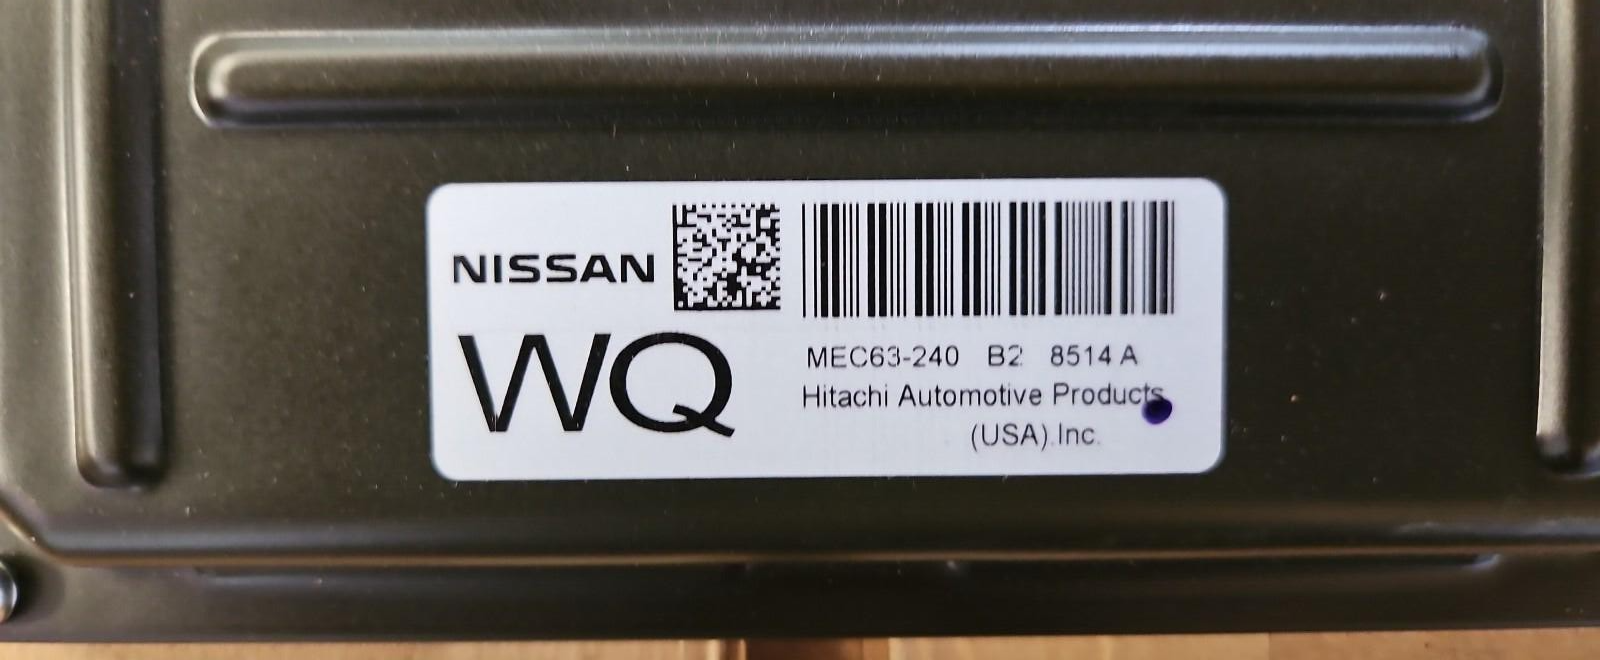 NISSAN
WQ
MEC63-240 B2 8514 A
Hitachi Automotive Products
(USA).Inc.